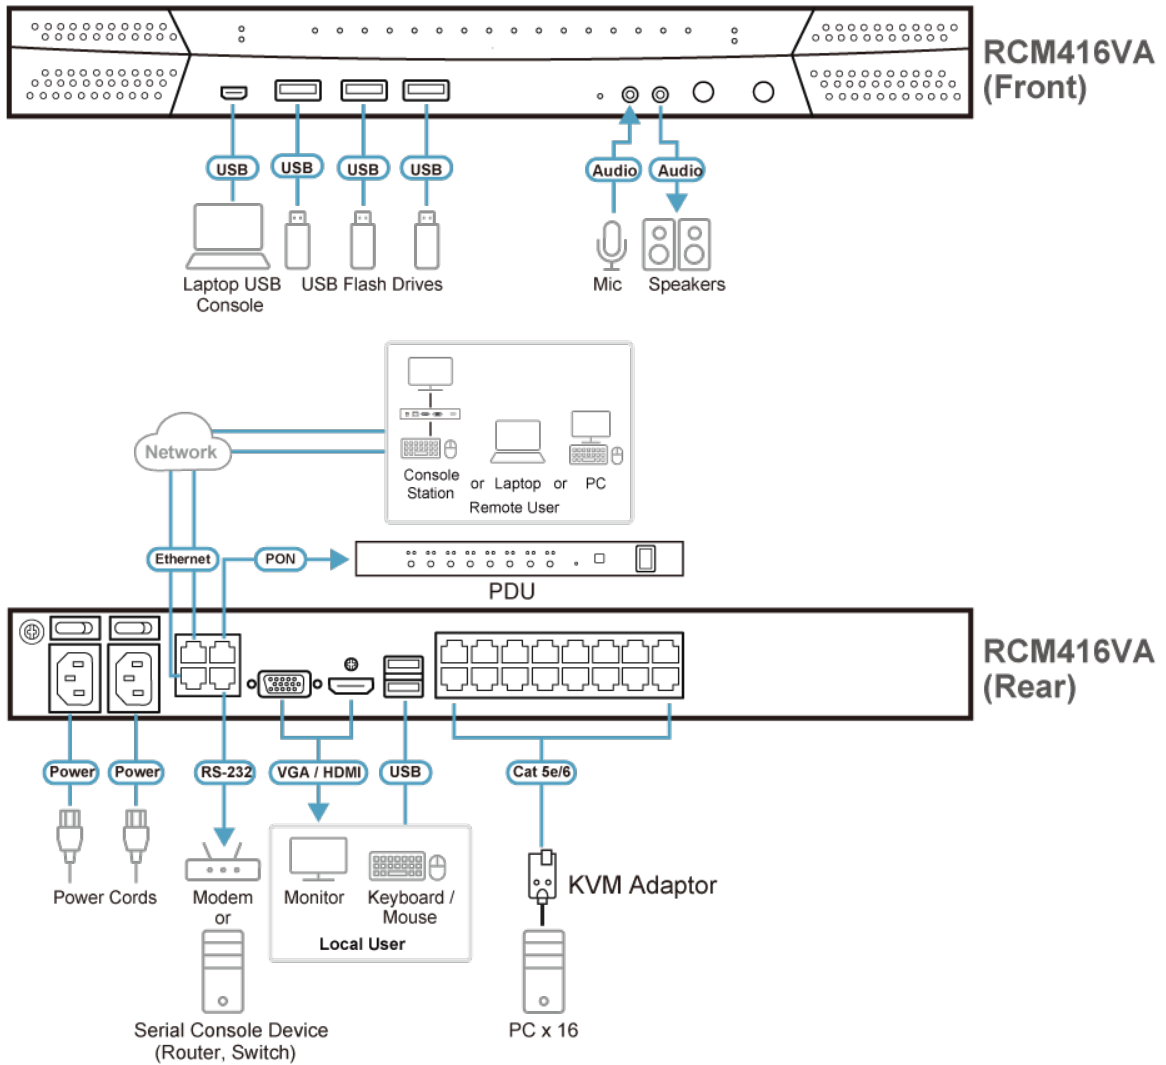 RCM416VA
(Front)
USB
USB
USB
USB
Audio
Audio
Laptop USB
Console
USB Flash Drives
Mic
Speakers
Network
Console
Station
or
Laptop
or
PC
Remote User
Ethernet
PON
PDU
RCM416VA
(Rear)
Power
Power
RS-232
VGA / HDMI
USB
Cat 5e/6
Power Cords
Modem
or
Monitor
Keyboard /
Mouse
Local User
KVM Adaptor
Serial Console Device
(Router, Switch)
PC x 16